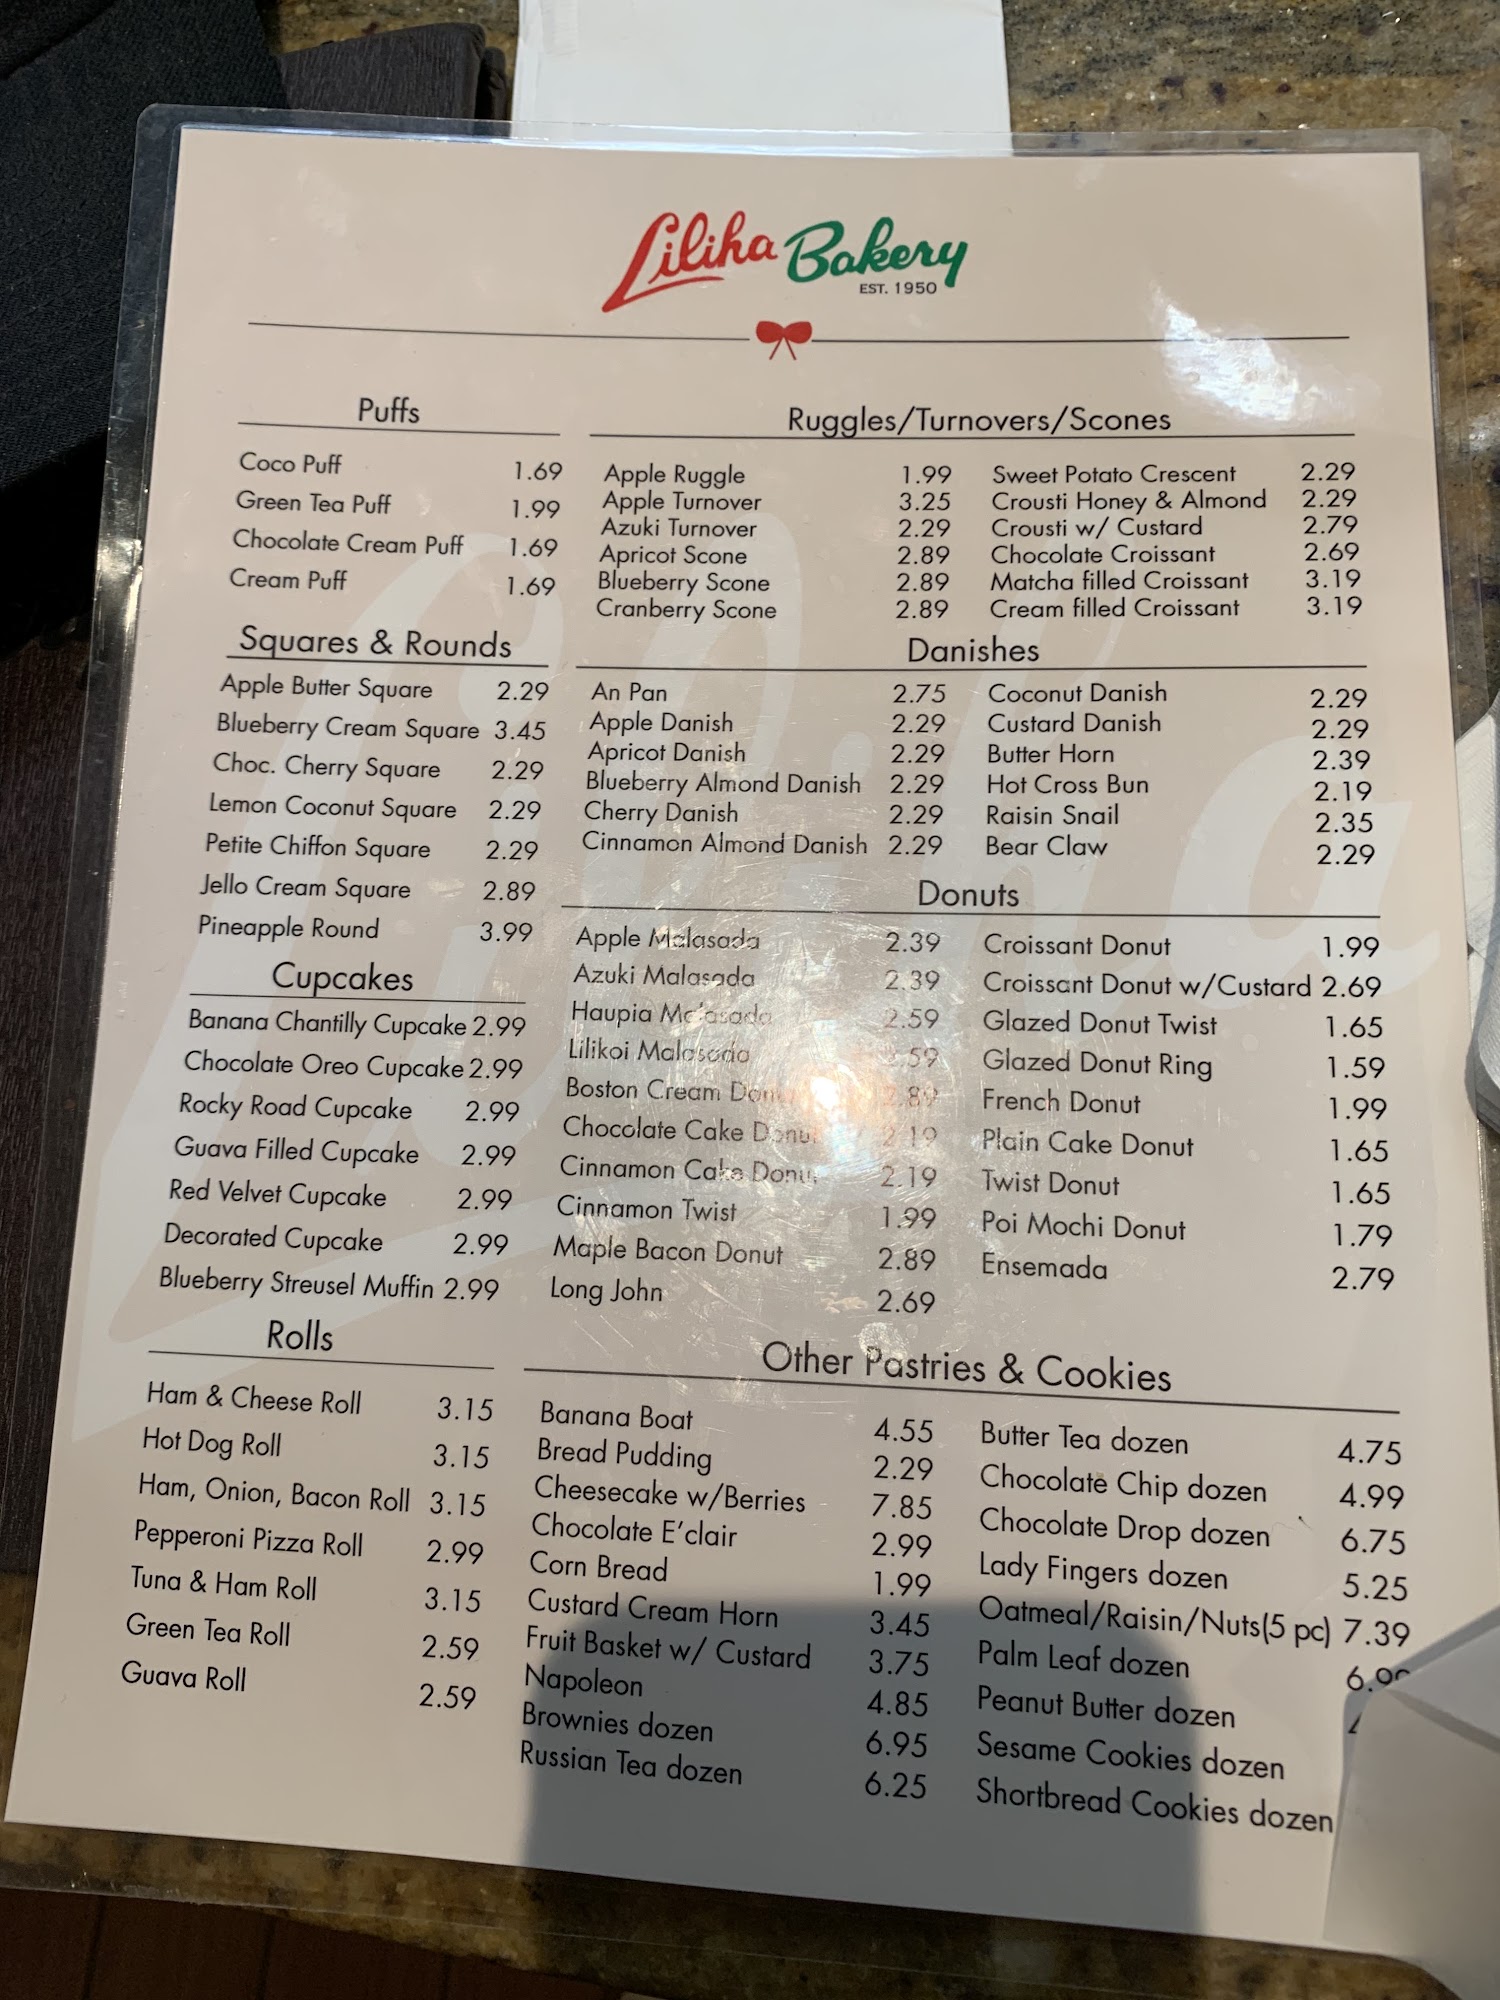 Liliha Bakery
EST. 1950
Puffs
Coco Puff 1.69
Green Tea Puff 1.99
Chocolate Cream Puff 1.69
Cream Puff 1.69
Squares & Rounds
Apple Butter Square 2.29
Blueberry Cream Square 3.45
Choc. Cherry Square 2.29
Lemon Coconut Square 2.29
Petite Chiffon Square 2.29
Jello Cream Square 2.89
Pineapple Round 3.99
Cupcakes
Banana Chantilly Cupcake 2.99
Chocolate Oreo Cupcake 2.99
Rocky Road Cupcake 2.99
Guava Filled Cupcake 2.99
Red Velvet Cupcake 2.99
Decorated Cupcake 2.99
Blueberry Streusel Muffin 2.99
Rolls
Ham & Cheese Roll 3.15
Hot Dog Roll 3.15
Ham, Onion, Bacon Roll 3.15
Pepperoni Pizza Roll 2.99
Tuna & Ham Roll 3.15
Green Tea Roll 2.59
Guava Roll 2.59
Ruggles/Turnovers/Scones
Apple Ruggle 1.99
Apple Turnover 3.25
Azuki Turnover 2.29
Apricot Scone 2.89
Blueberry Scone 2.89
Cranberry Scone 2.89
Sweet Potato Crescent 2.29
Crousti Honey & Almond 2.29
Crousti w/ Custard 2.79
Chocolate Croissant 2.69
Matcha filled Croissant 3.19
Cream filled Croissant 3.19
Danishes
An Pan 2.75
Apple Danish 2.29
Apricot Danish 2.29
Blueberry Almond Danish 2.29
Cherry Danish 2.29
Cinnamon Almond Danish 2.29
Coconut Danish 2.29
Custard Danish 2.29
Butter Horn 2.39
Hot Cross Bun 2.19
Raisin Snail 2.35
Bear Claw 2.29
Donuts
Apple Malasada 2.39
Azuki Malasada 2.39
Haupia Malasada 2.59
Lilikoi Malasada
Boston Cream Donut 2.89
Chocolate Cake Donut 2.19
Cinnamon Cake Donut 2.19
Cinnamon Twist 1.99
Maple Bacon Donut 2.89
Long John 2.69
Croissant Donut 1.99
Croissant Donut w/Custard 2.69
Glazed Donut Twist 1.65
Glazed Donut Ring 1.59
French Donut 1.99
Plain Cake Donut 1.65
Twist Donut 1.65
Poi Mochi Donut 1.79
Ensemada 2.79
Other Pastries & Cookies
Banana Boat 4.55
Bread Pudding 2.29
Cheesecake w/Berries 7.85
Chocolate E'clair 2.99
Corn Bread 1.99
Custard Cream Horn 3.45
Fruit Basket w/ Custard 3.75
Napoleon 4.85
Brownies dozen 6.95
Russian Tea dozen 6.25
Butter Tea dozen 4.75
Chocolate Chip dozen 4.99
Chocolate Drop dozen 6.75
Lady Fingers dozen 5.25
Oatmeal/Raisin/Nuts(5 pc) 7.39
Palm Leaf dozen
Peanut Butter dozen
Sesame Cookies dozen
Shortbread Cookies dozen